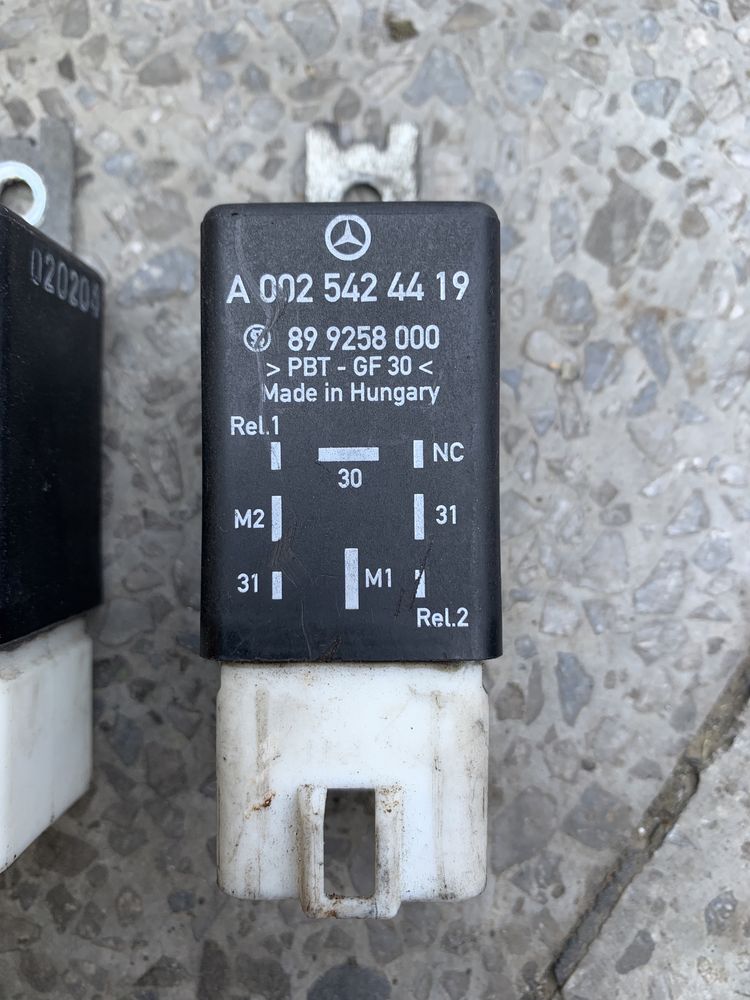 020204
A 002 542 44 19
89 9258 000
> PBT - GF 30 <
Made in Hungary
Rel.1
NC
30
M2
31
31
M1
Rel.2